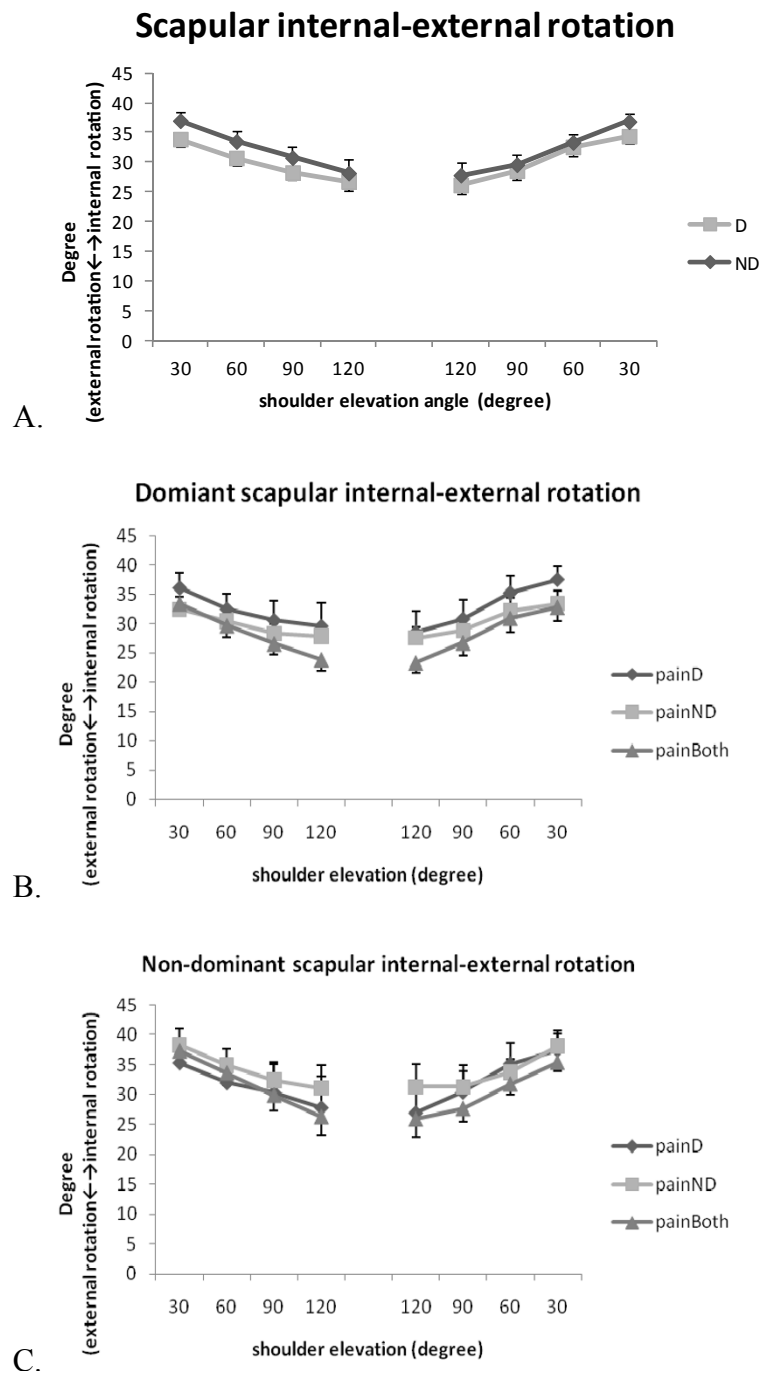 Scapular internal-external rotation
45
40
35
30
25
20
15
10
5
0
Degree
(external rotation←→internal rotation)
30 60 90 120 120 90 60 30
shoulder elevation angle (degree)
D
ND
A.
Domiant scapular internal-external rotation
45
40
35
30
25
20
15
10
5
0
Degree
(external rotation←→internal rotation)
30 60 90 120 120 90 60 30
shoulder elevation (degree)
painD
painND
painBoth
B.
Non-dominant scapular internal-external rotation
45
40
35
30
25
20
15
10
5
0
Degree
(external rotation←→internal rotation)
30 60 90 120 120 90 60 30
shoulder elevation (degree)
painD
painND
painBoth
C.